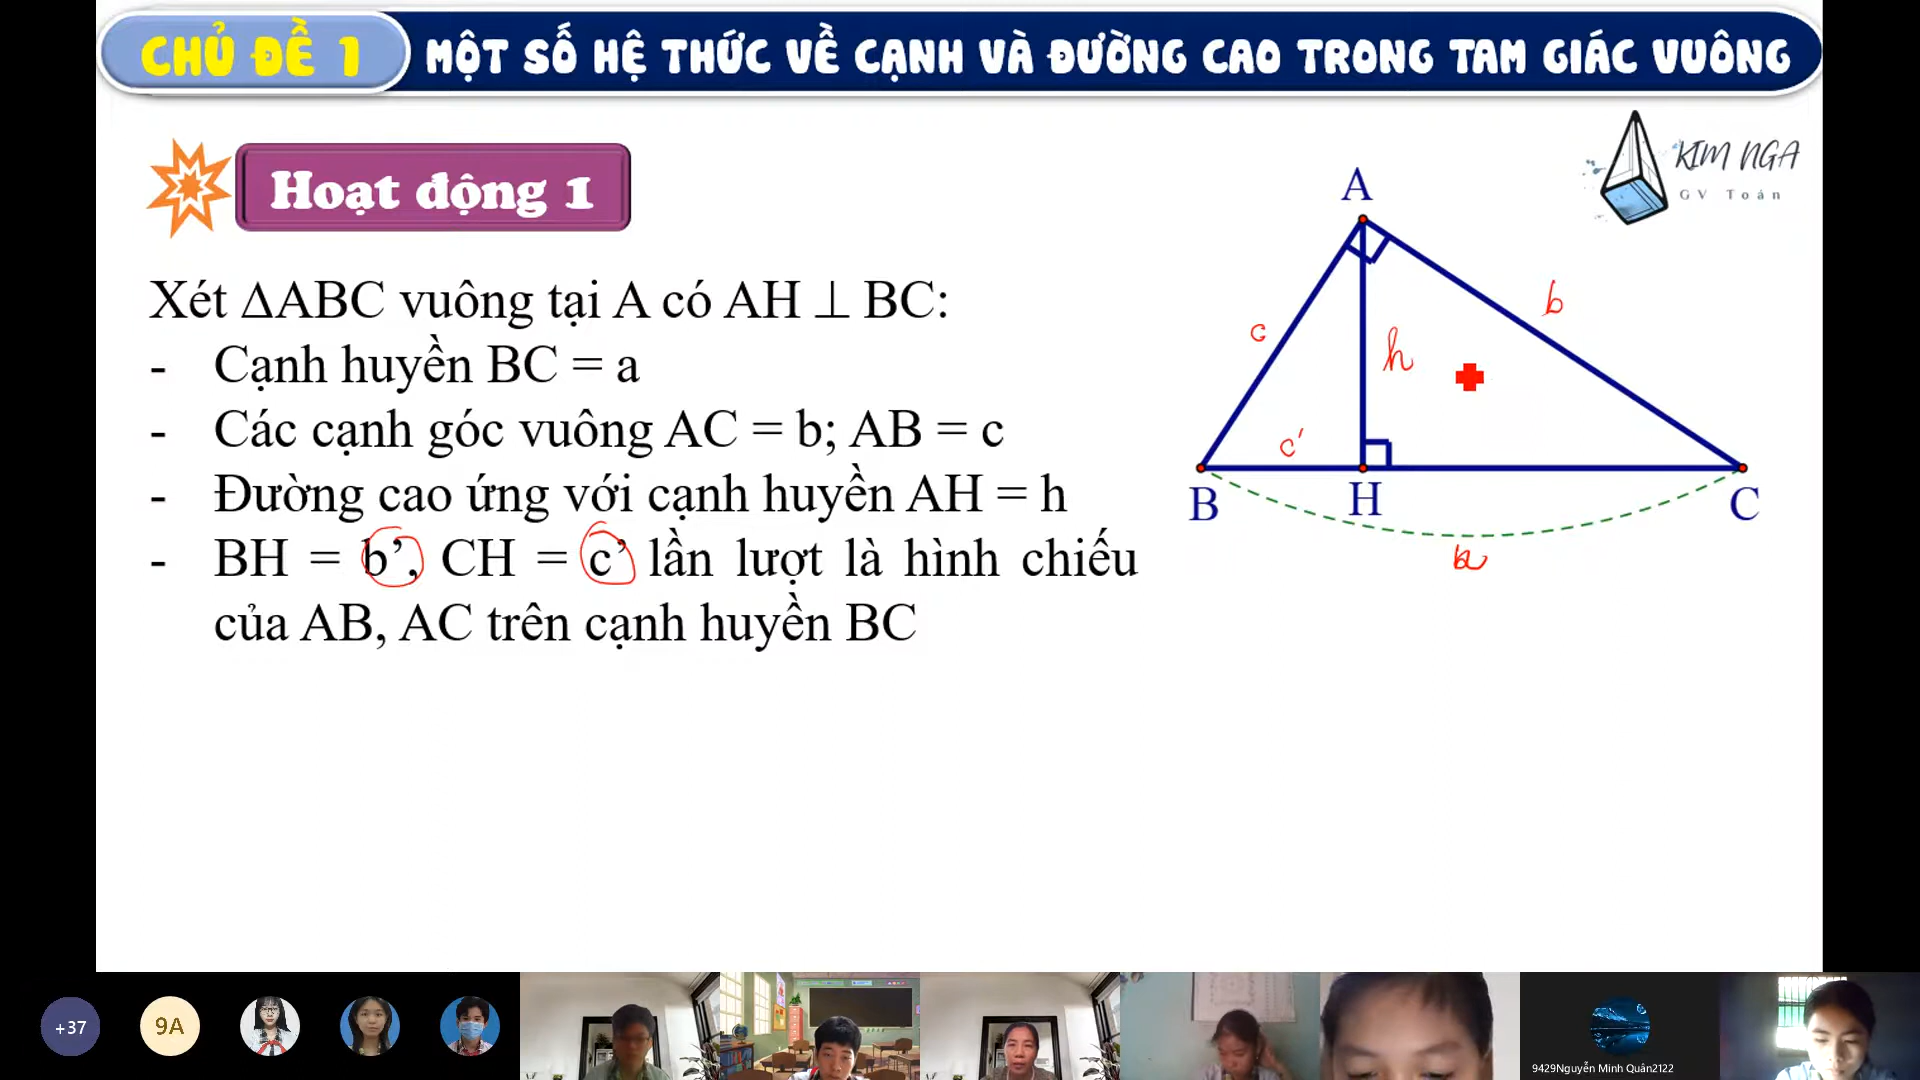 CHỦ ĐỀ 1 MỘT SỐ HỆ THỨC VỀ CẠNH VÀ ĐƯỜNG CAO TRONG TAM GIÁC VUÔNG
KIM NGA
GV Toán
Hoạt động 1
Xét ΔABC vuông tại A có AH ⊥ BC:
- Cạnh huyền BC = a
- Các cạnh góc vuông AC = b; AB = c
- Đường cao ứng với cạnh huyền AH = h
- BH = b’, CH = c’ lần lượt là hình chiếu
của AB, AC trên cạnh huyền BC
A
b
c
h
c'
B H C
a
+37
9A
9429Nguyễn Minh Quân2122